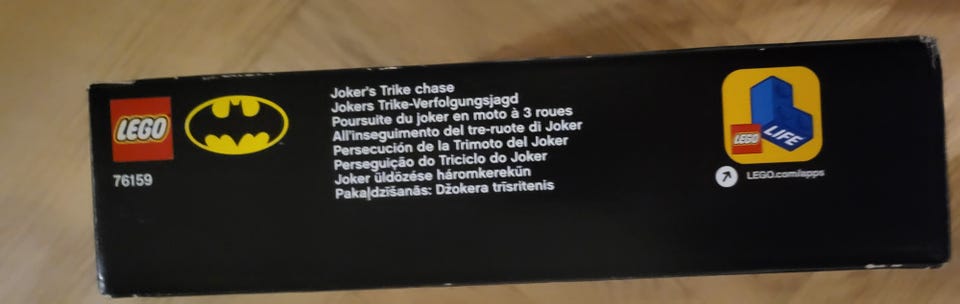 LEGO
76159
Joker's Trike chase
Jokers Trike-Verfolgungsjagd
Poursuite du joker en moto à 3 roues
All'inseguimento del tre-ruote di Joker
Persecución de la Trimoto del Joker
Perseguição do Triciclo do Joker
Joker üldözése háromkerekűn
Pakaļdzīšanās: Džokera trīsritenis
LEGO LIFE
LEGO.com/apps